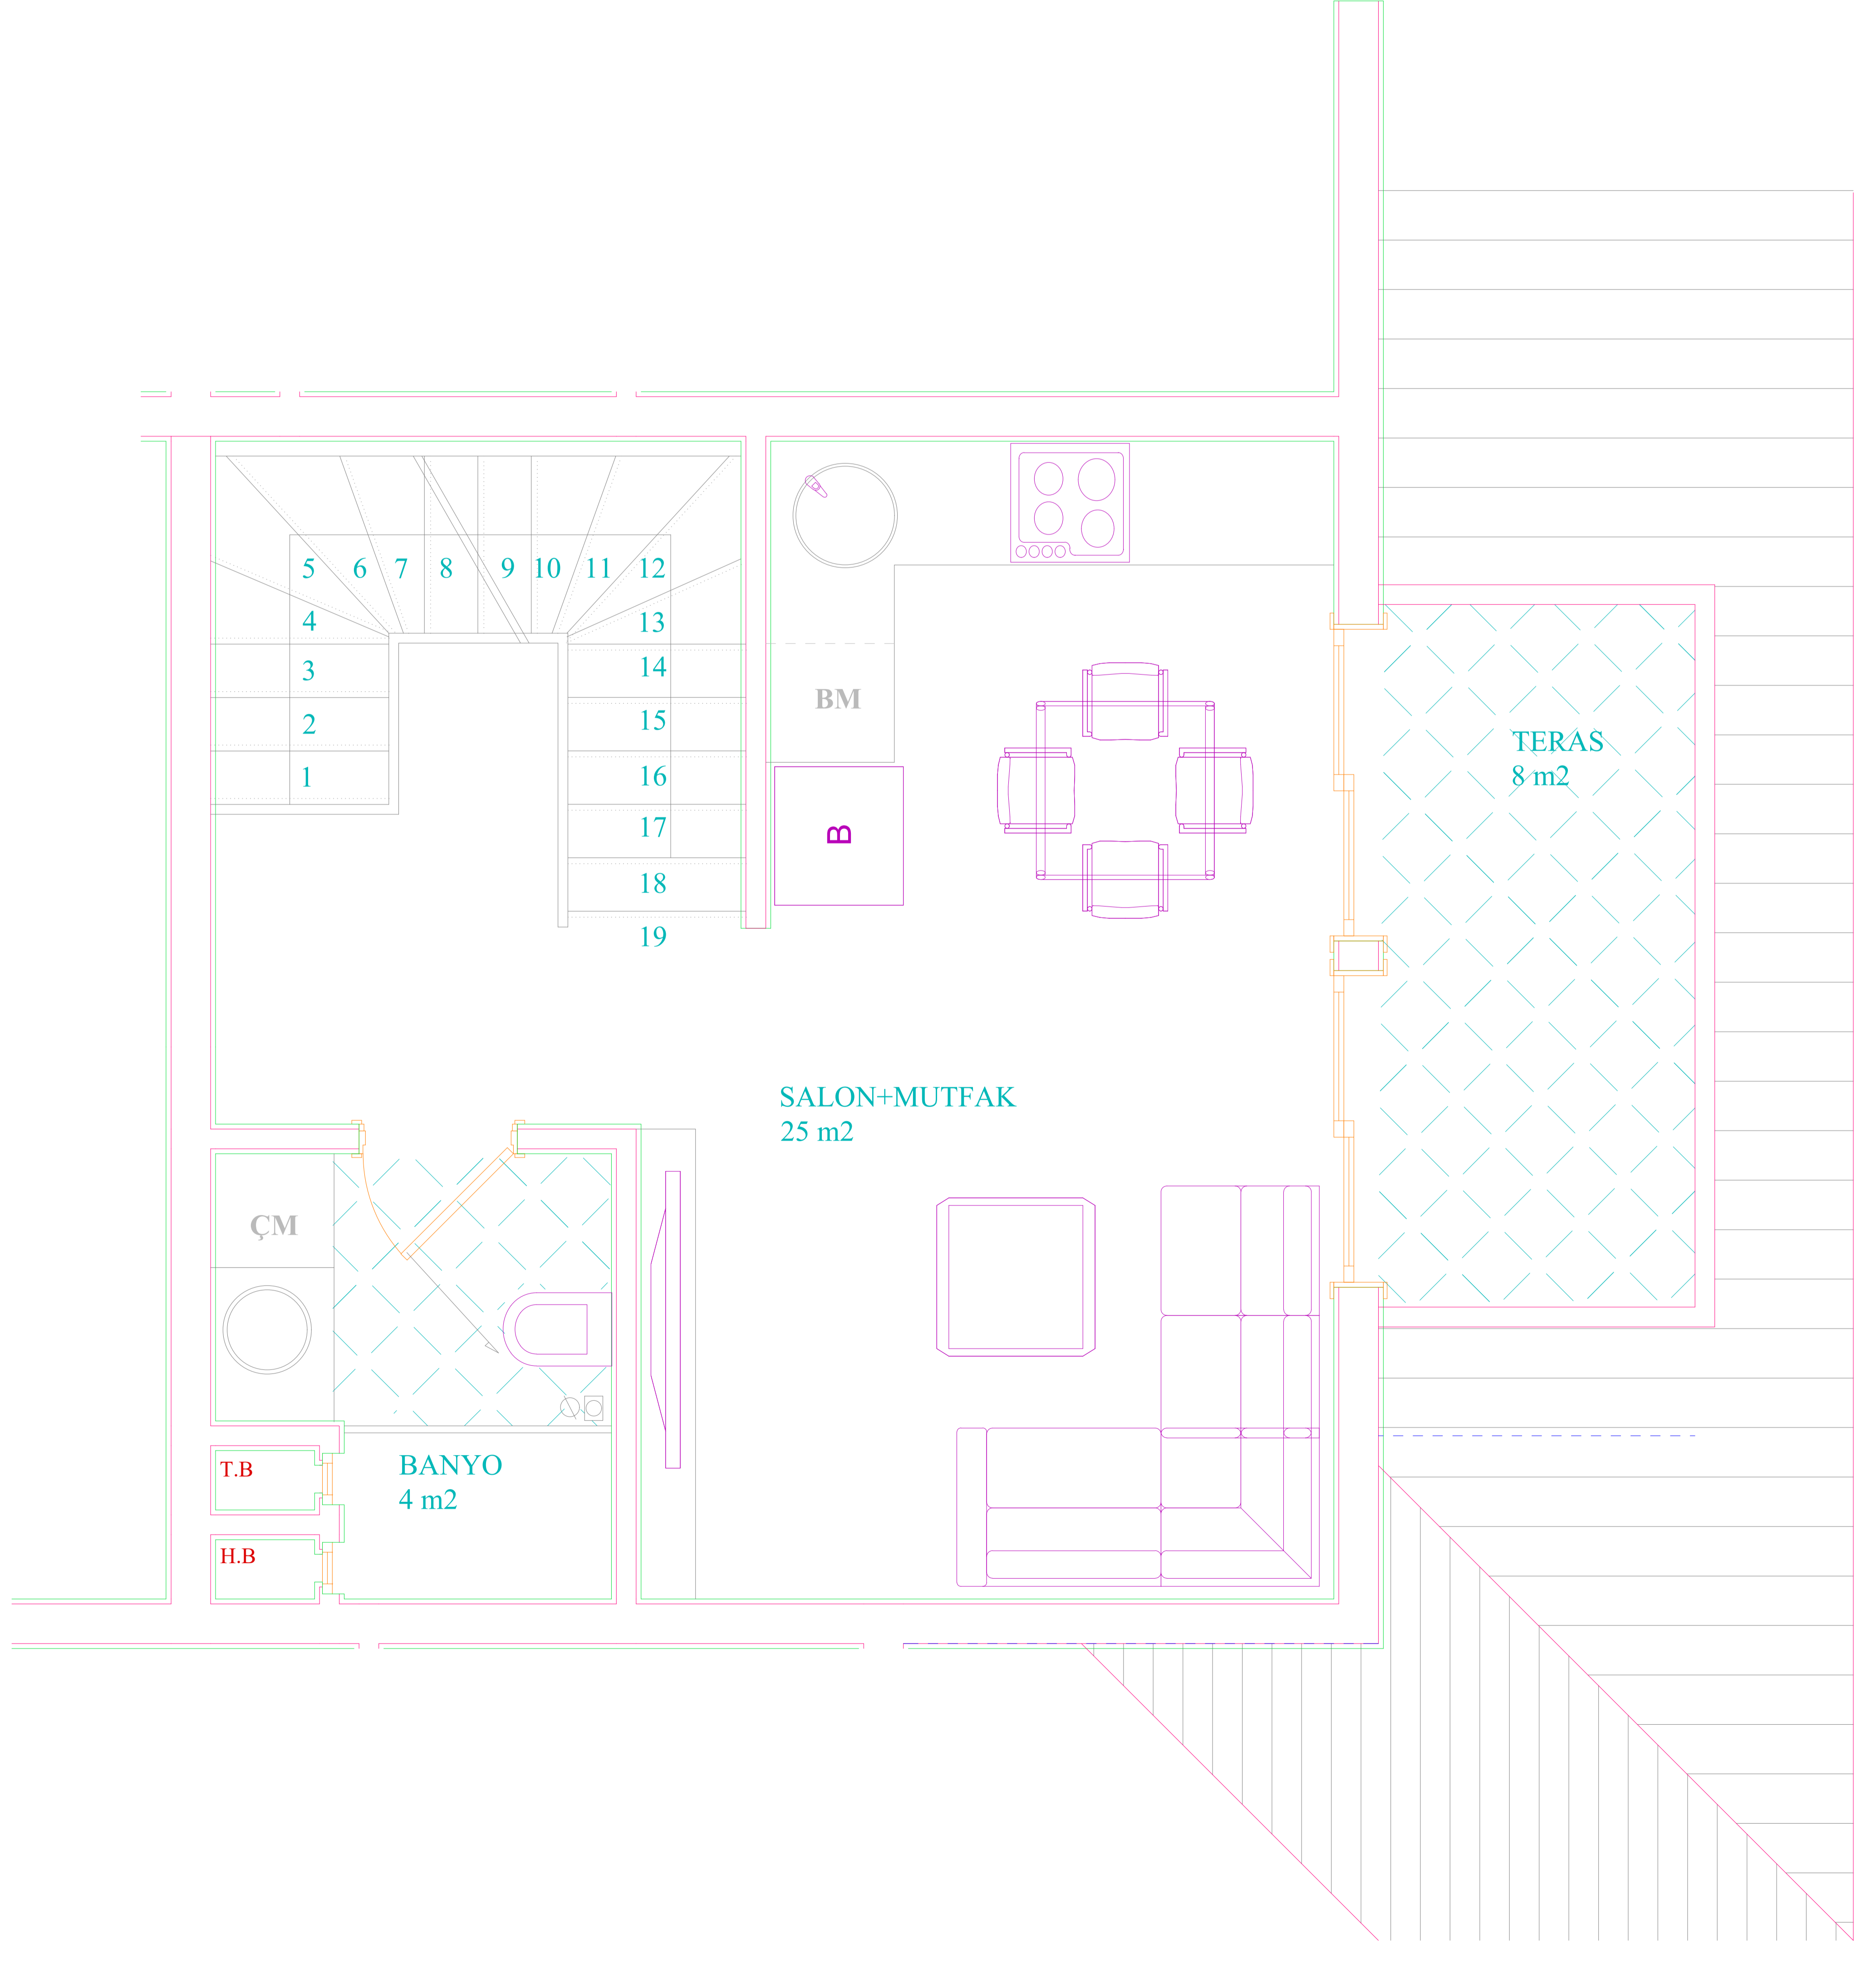 5 6 7 8 9 10 11 12
4 13
3 14
2 15
1 16
17
18
19
BM
B
TERAS
8 m2
SALON+MUTFAK
25 m2
ÇM
T.B
BANYO
4 m2
H.B